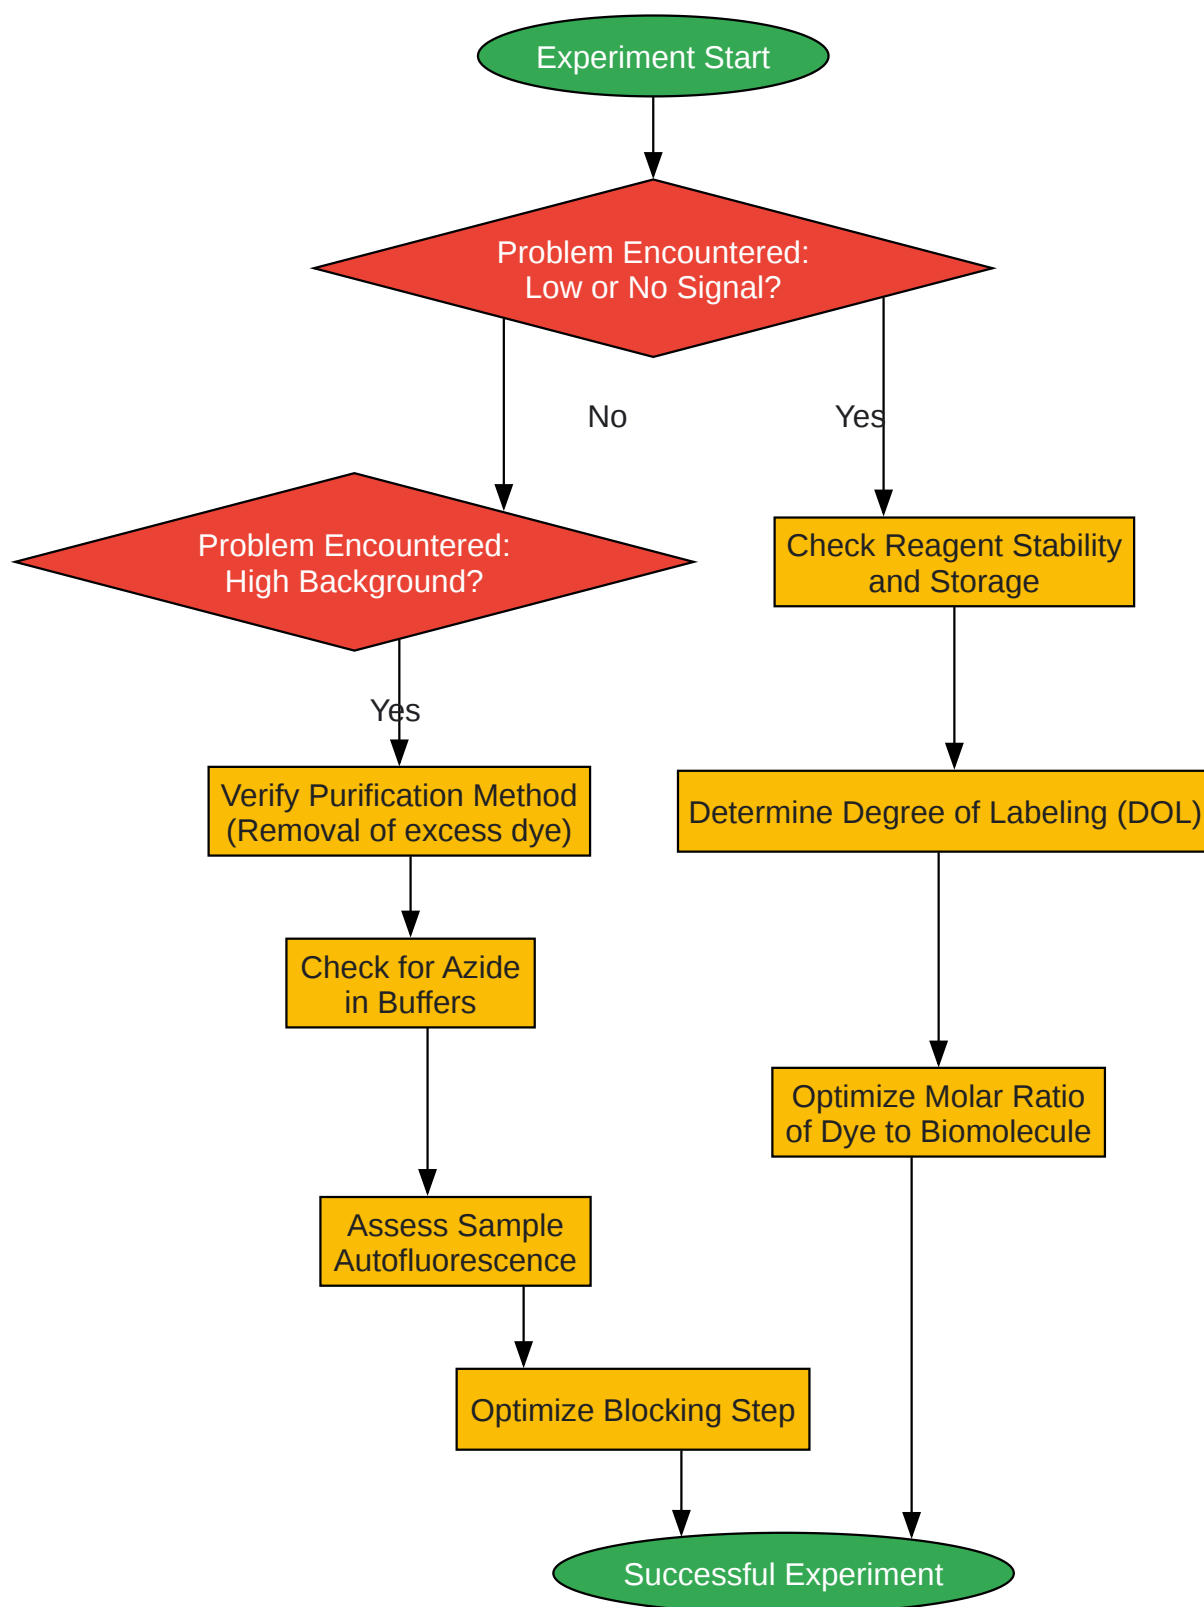 Experiment Start
Problem Encountered:
Low or No Signal?
No
Yes
Problem Encountered:
High Background?
Check Reagent Stability
and Storage
Yes
Verify Purification Method
(Removal of excess dye)
Determine Degree of Labeling (DOL)
Check for Azide
in Buffers
Optimize Molar Ratio
of Dye to Biomolecule
Assess Sample
Autofluorescence
Optimize Blocking Step
Successful Experiment